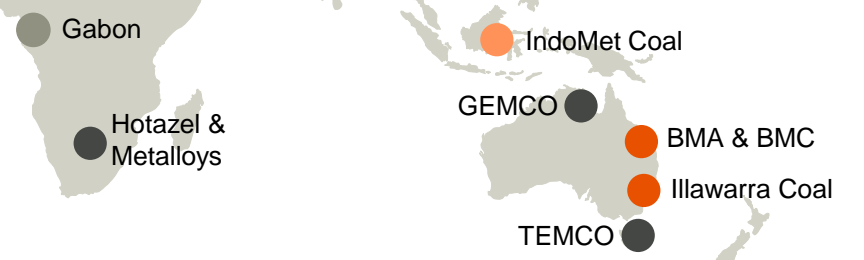 Gabon
IndoMet Coal
GEMCO
Hotazel &
Metalloys
BMA & BMC
Illawarra Coal
TEMCO